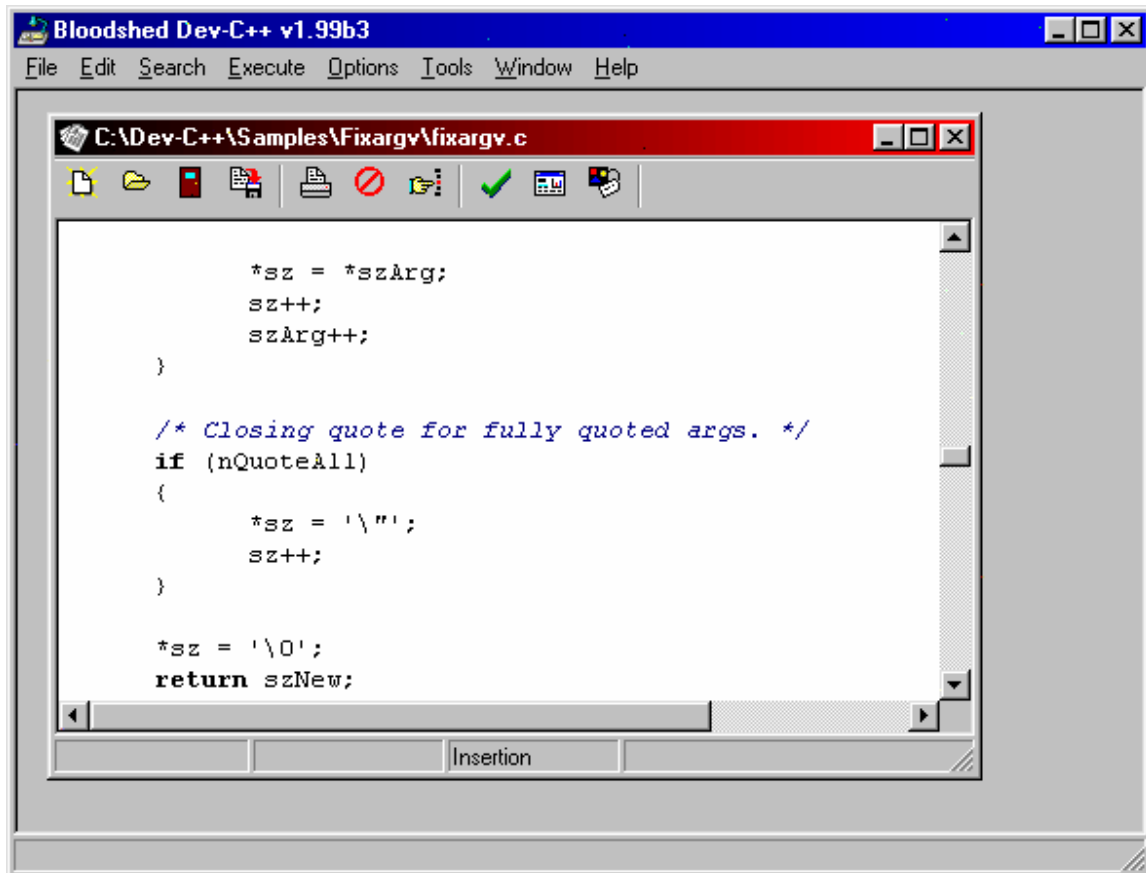 Bloodshed Dev-C++ v1.99b3
File Edit Search Execute Options Tools Window Help
C:\Dev-C++\Samples\Fixargv\fixargv.c
*sz = *szArg;
sz++;
szArg++;
}
/* Closing quote for fully quoted args. */
if (nQuoteAll)
{
*sz = '\"';
sz++;
}
*sz = '\0';
return szNew;
Insertion